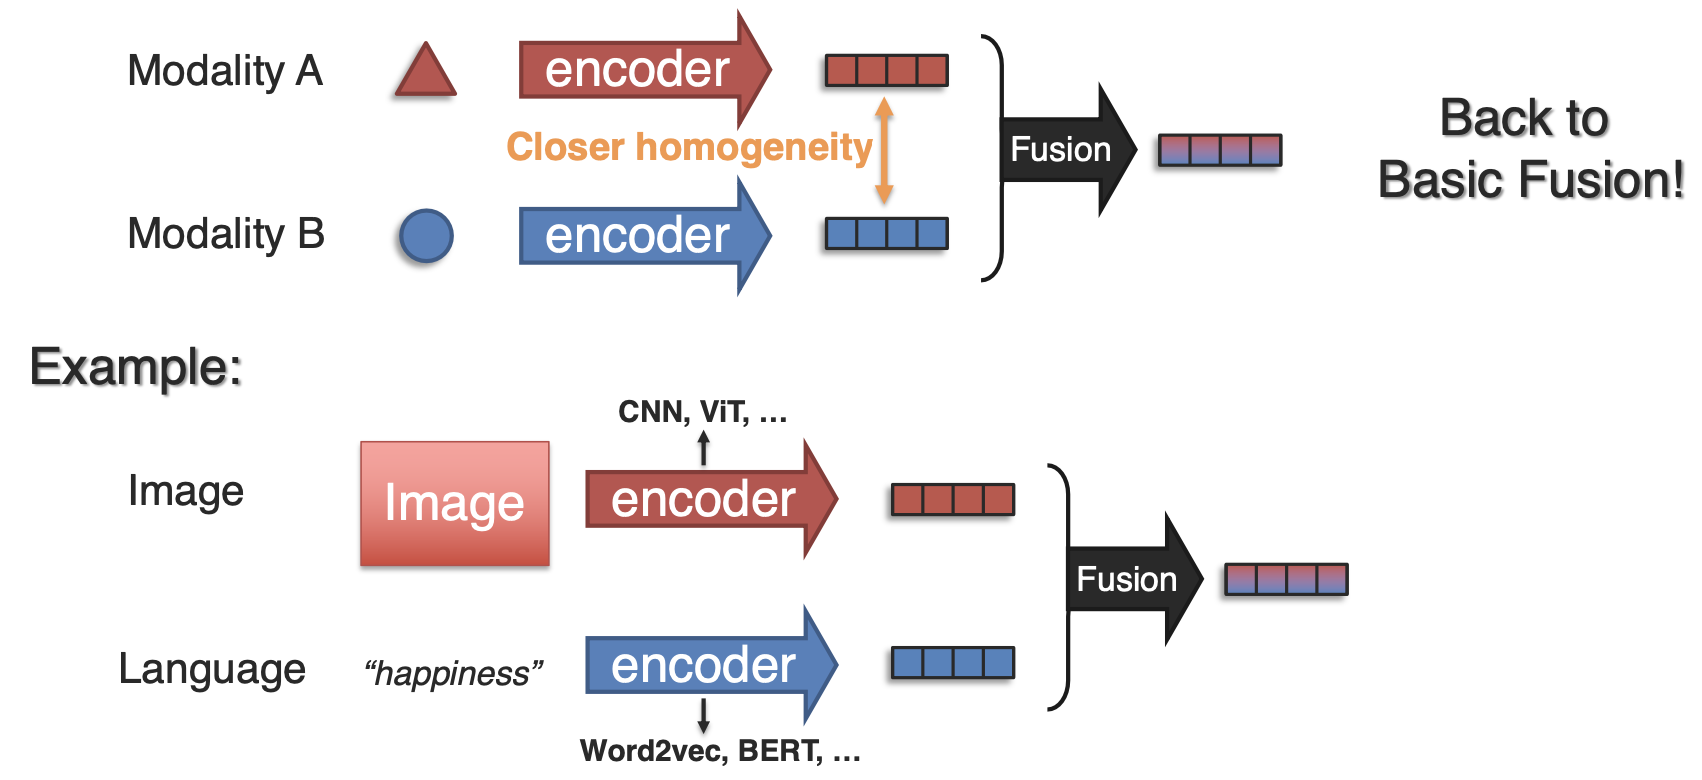 Modality A
encoder
Closer homogeneity
Modality B
encoder
Fusion
Back to
Basic Fusion!
Example:
CNN, ViT, ...
Image
Image
encoder
Language
“happiness”
encoder
Word2vec, BERT, ...
Fusion